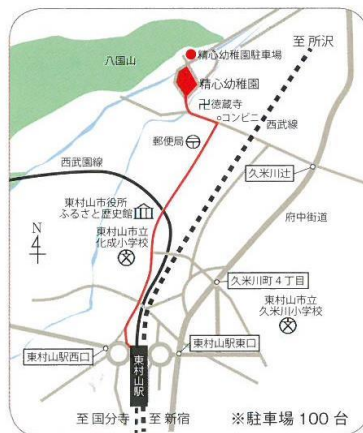 至 所沢
精心幼稚園駐車場
八国山
精心幼稚園
卍徳蔵寺
コンビニ
西武線
郵便局
久米川辻
西武園線
府中街道
東村山市役所
ふるさと歴史館
N
4
東村山市立
化成小学校
久米川町4丁目
東村山市立
久米川小学校
東村山駅西口
東村山駅東口
東村山駅
至 国分寺
至 新宿
※駐車場100台